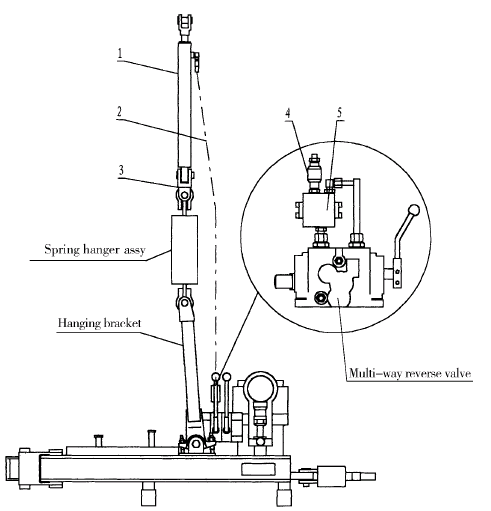 1
2
3
4
5
Spring hanger assy
Hanging bracket
Multi-way reverse valve